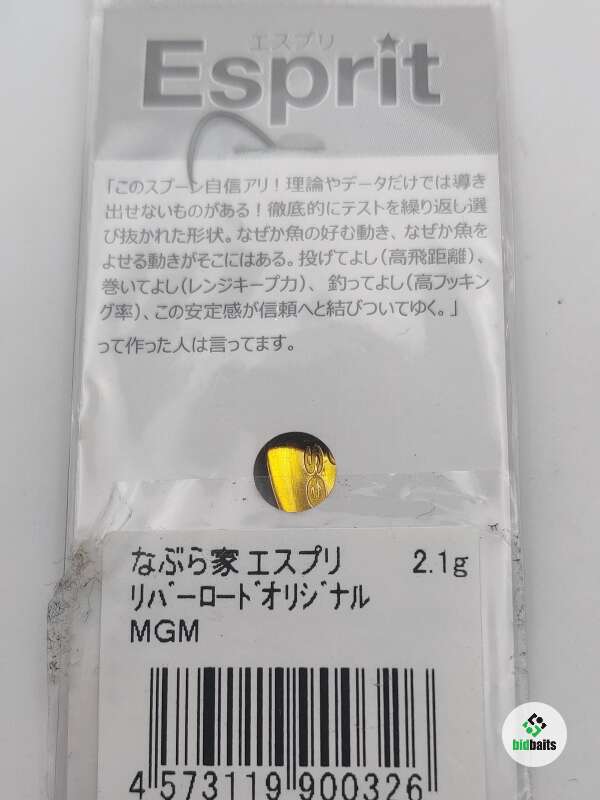 エスプリ
Esprit
「このスプーン自信アリ！理論やデータだけでは導き
出せないものがある！徹底的にテストを繰り返し選
び抜かれた形状。なぜか魚の好む動き、なぜか魚を
よせる動きがそこにはある。投げてよし（高飛距離）、
巻いてよし（レンジキープ力）、釣ってよし（高フッキン
グ率）、この安定感が信頼へと結びついてゆく。」
って作った人は言ってます。
なぶら家 エスプリ 2.1g
ﾘﾊﾞｰﾛｰﾄﾞｵﾘｼﾞﾅﾙ
MGM
4 573119 900326
bidbaits